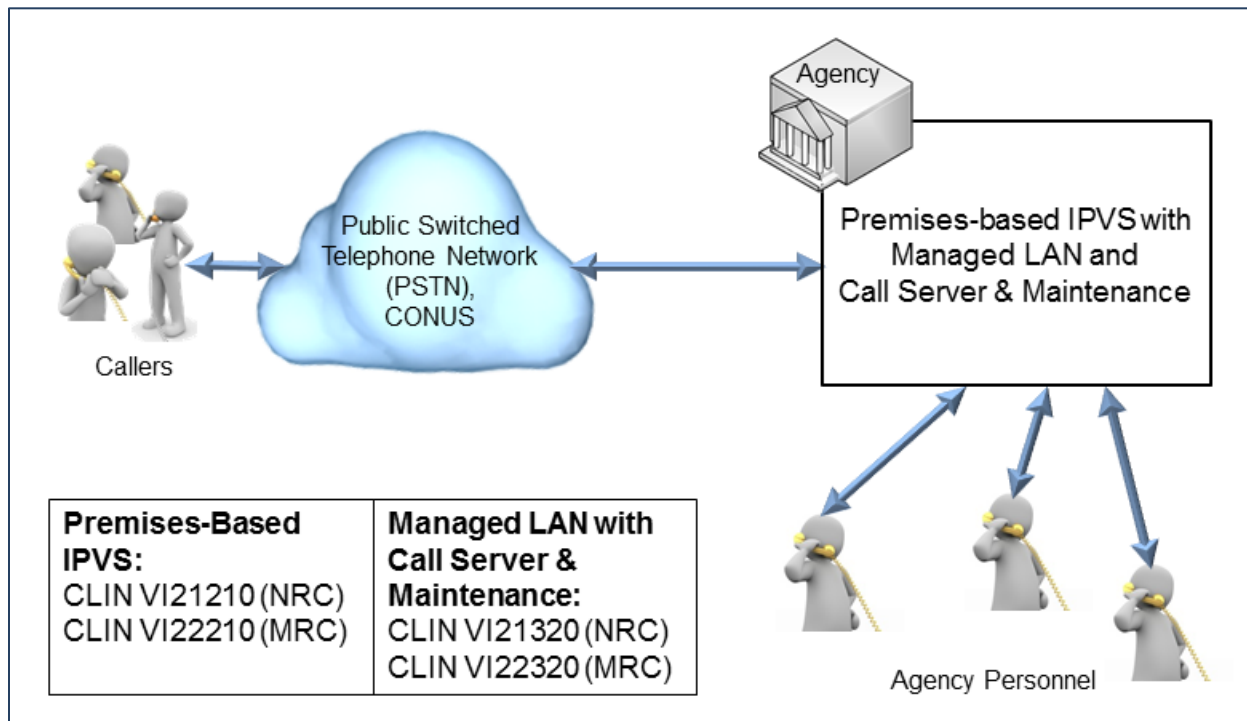 Agency
Premises-based IPVS with
Managed LAN and
Call Server & Maintenance
Public Switched
Telephone Network
(PSTN),
CONUS
Callers
Premises-Based
IPVS:
CLIN VI21210 (NRC)
CLIN VI22210 (MRC)
Managed LAN with
Call Server &
Maintenance:
CLIN VI21320 (NRC)
CLIN VI22320 (MRC)
Agency Personnel